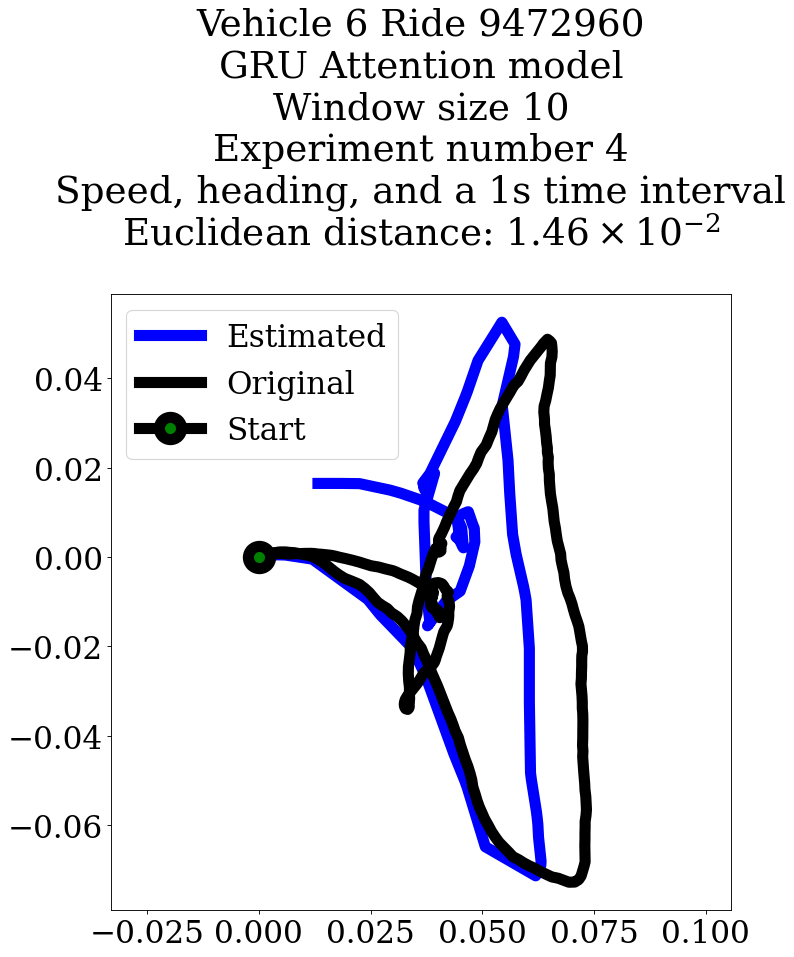 Vehicle 6 Ride 9472960
GRU Attention model
Window size 10
Experiment number 4
Speed, heading, and a 1s time interval
Euclidean distance: 1.46 × 10⁻²
Estimated
Original
Start
0.04
0.02
0.00
−0.02
−0.04
−0.06
−0.025 0.000 0.025 0.050 0.075 0.100